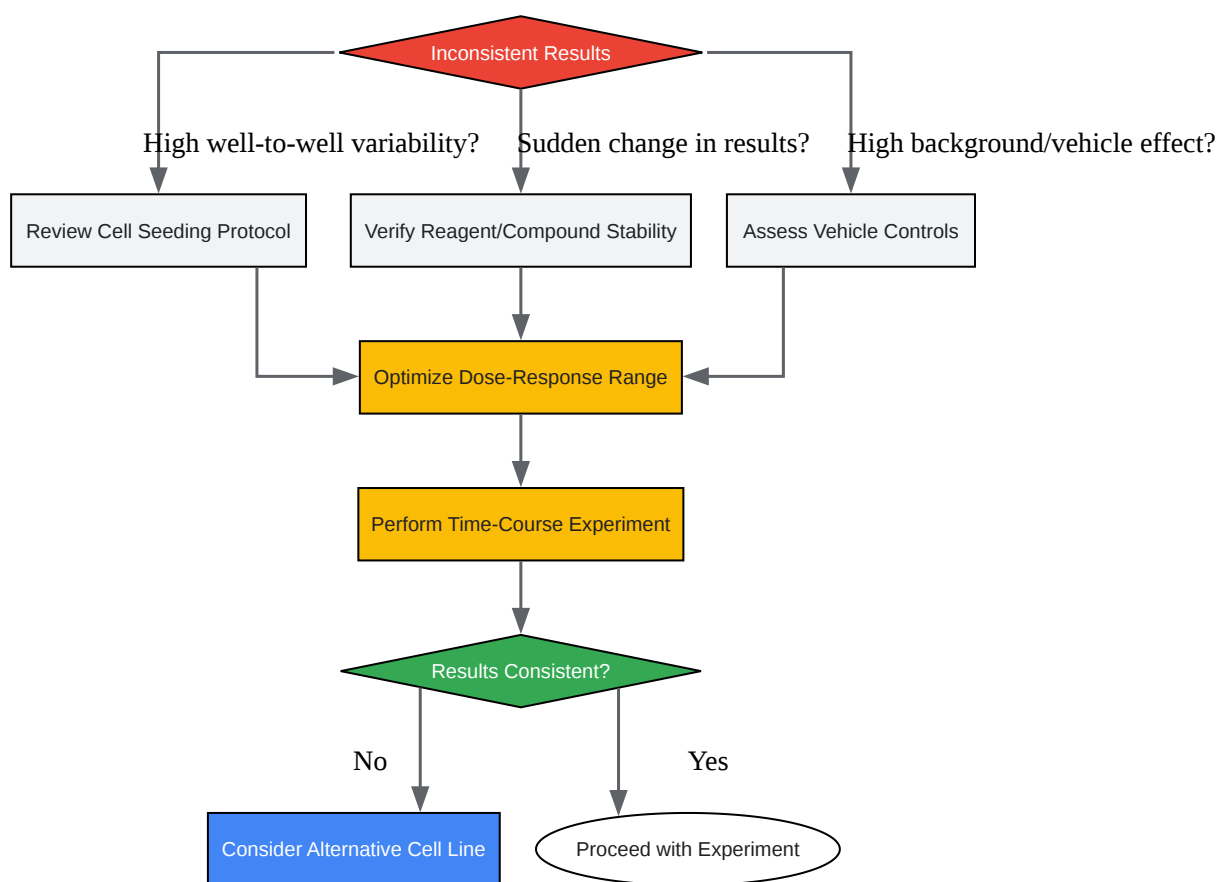 Inconsistent Results
High well-to-well variability?
Sudden change in results?
High background/vehicle effect?
Review Cell Seeding Protocol
Verify Reagent/Compound Stability
Assess Vehicle Controls
Optimize Dose-Response Range
Perform Time-Course Experiment
Results Consistent?
No
Yes
Consider Alternative Cell Line
Proceed with Experiment